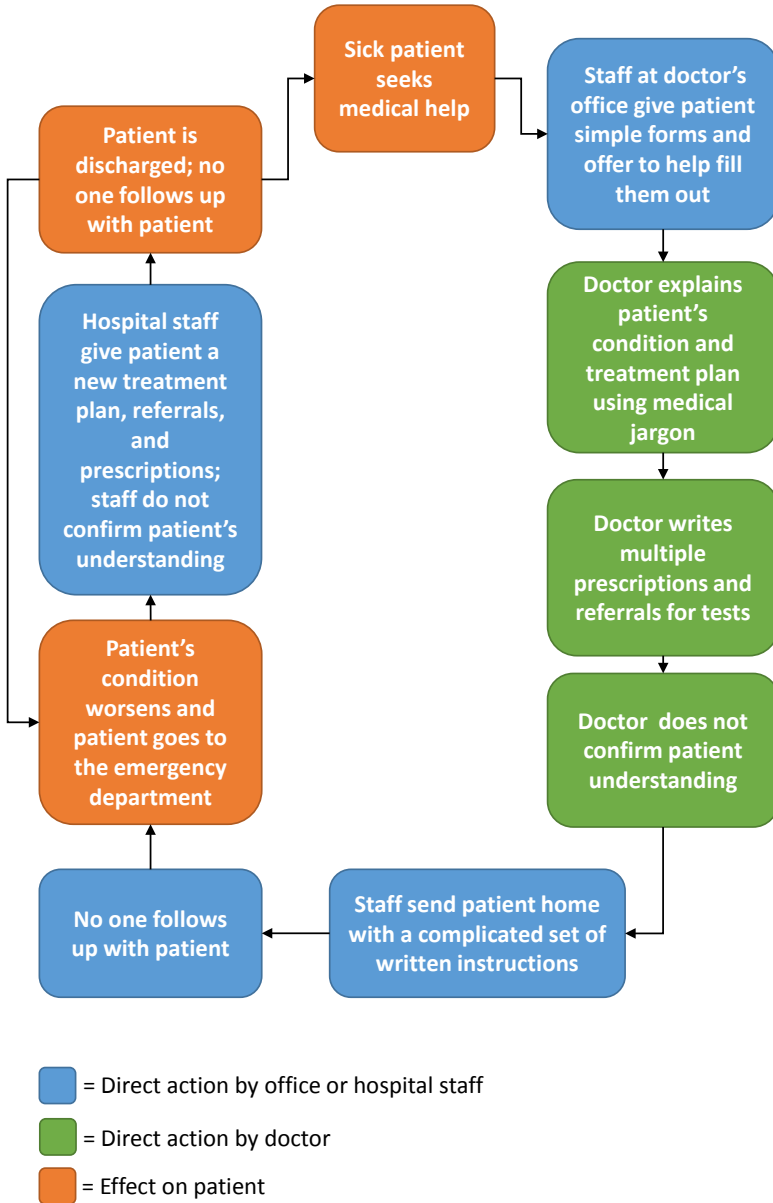 Sick patient
seeks
medical help
Staff at doctor’s
office give patient
simple forms and
offer to help fill
them out
Doctor explains
patient’s
condition and
treatment plan
using medical
jargon
Doctor writes
multiple
prescriptions and
referrals for tests
Doctor  does not
confirm patient
understanding
Staff send patient home
with a complicated set of
written instructions
No one follows
up with patient
Patient’s
condition
worsens and
patient goes to
the emergency
department
Hospital staff
give patient a
new treatment
plan, referrals,
and
prescriptions;
staff do not
confirm patient’s
understanding
Patient is
discharged; no
one follows up
with patient
= Direct action by office or hospital staff
= Direct action by doctor
= Effect on patient